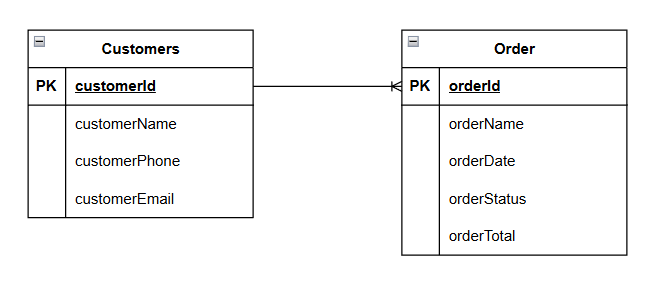 Customers
PK customerId
customerName
customerPhone
customerEmail
Order
PK orderId
orderName
orderDate
orderStatus
orderTotal